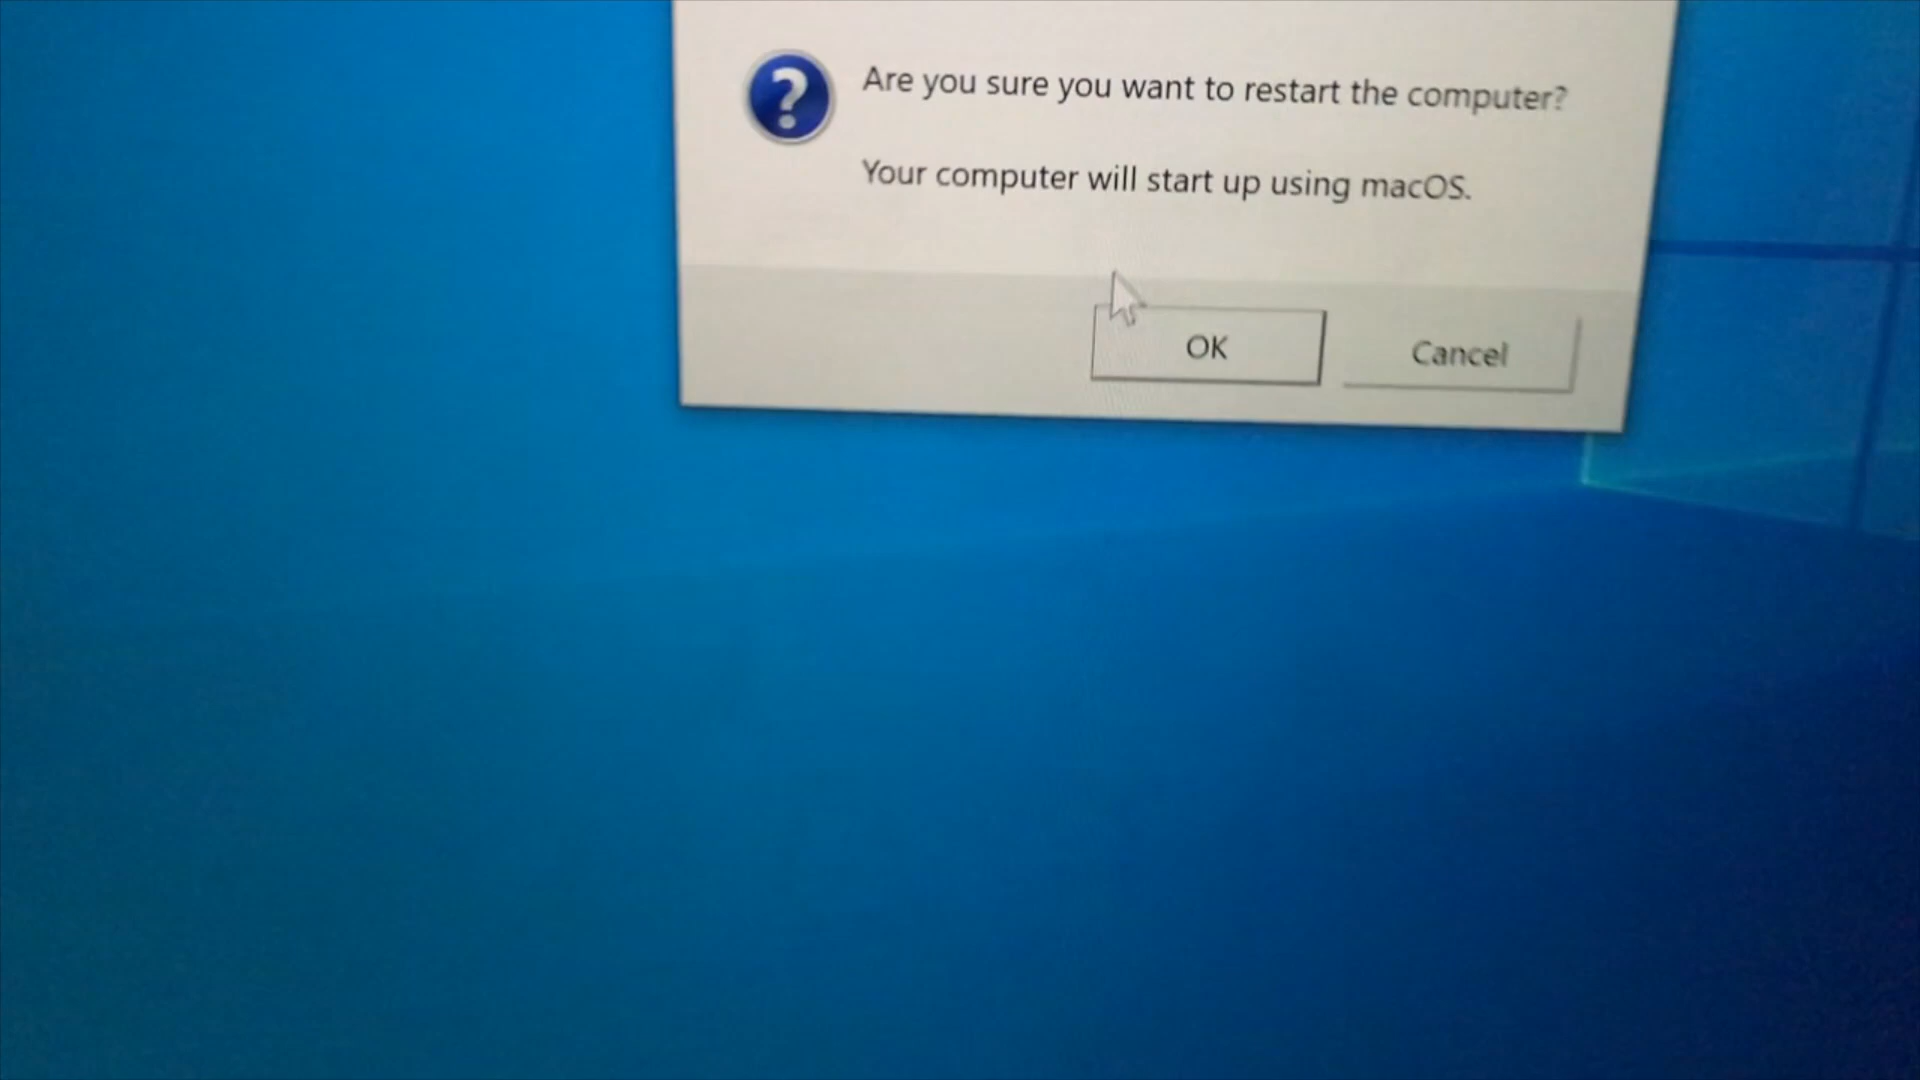 Are you sure you want to restart the computer?
Your computer will start up using macOS.
OK
Cancel